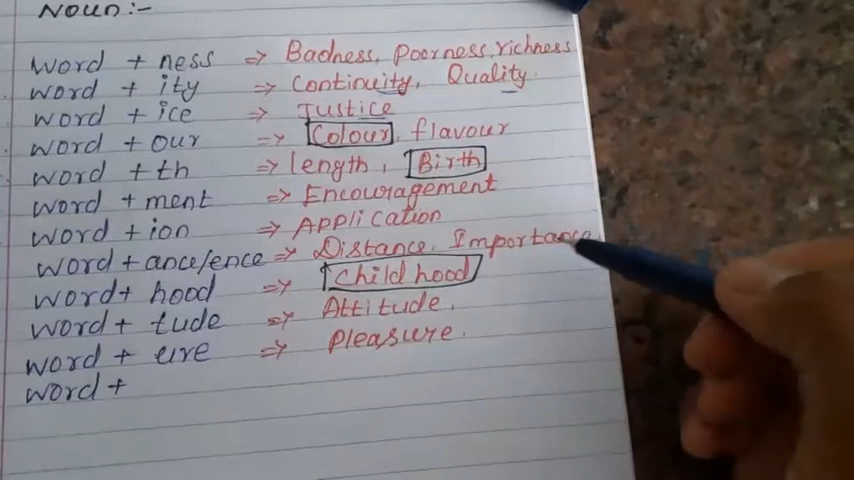 Noun:-
word + ness => Badness, Poorness, richness
word + ity => Continuity, Quality.
word + ice => Justice
word + our => Colour, flavour
word + th => length, Birth
word + ment => Encouragement
word + ion => Application
word + ance/ence => Distance, Importance,
word + hood => Childhood
word + tude => Attitude.
word + ure => Pleasure.
word +